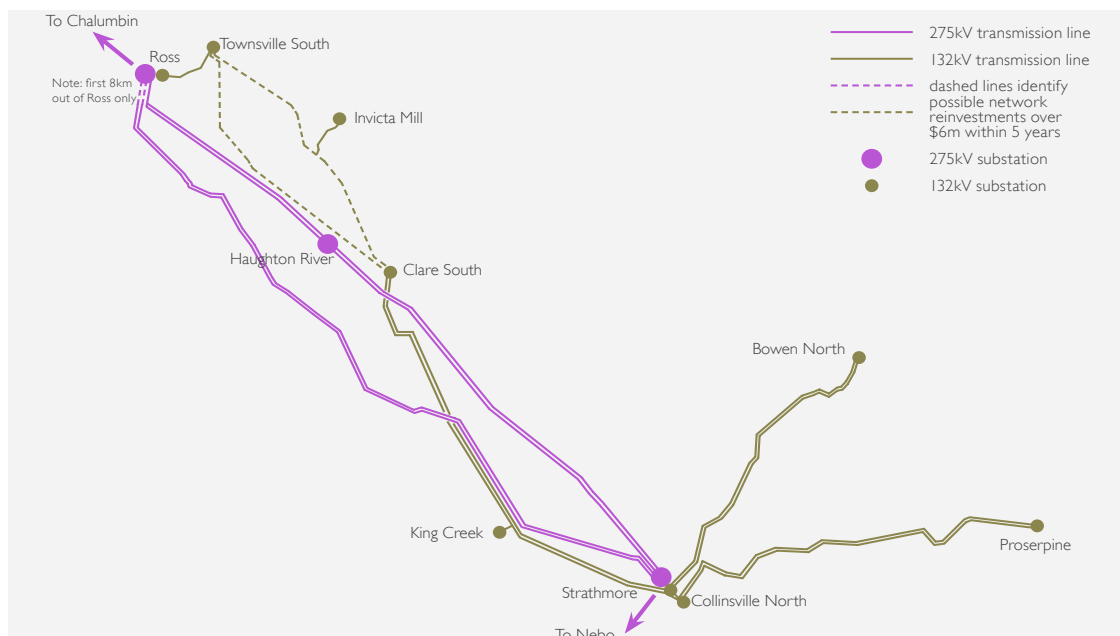 To Chalumbin
Townsville South
Ross
Note: first 8km
out of Ross only
Invicta Mill
275kV transmission line
132kV transmission line
dashed lines identify
possible network
reinvestments over
$6m within 5 years
275kV substation
132kV substation
Haughton River
Clare South
Bowen North
King Creek
Proserpine
Strathmore
Collinsville North
To Nebo